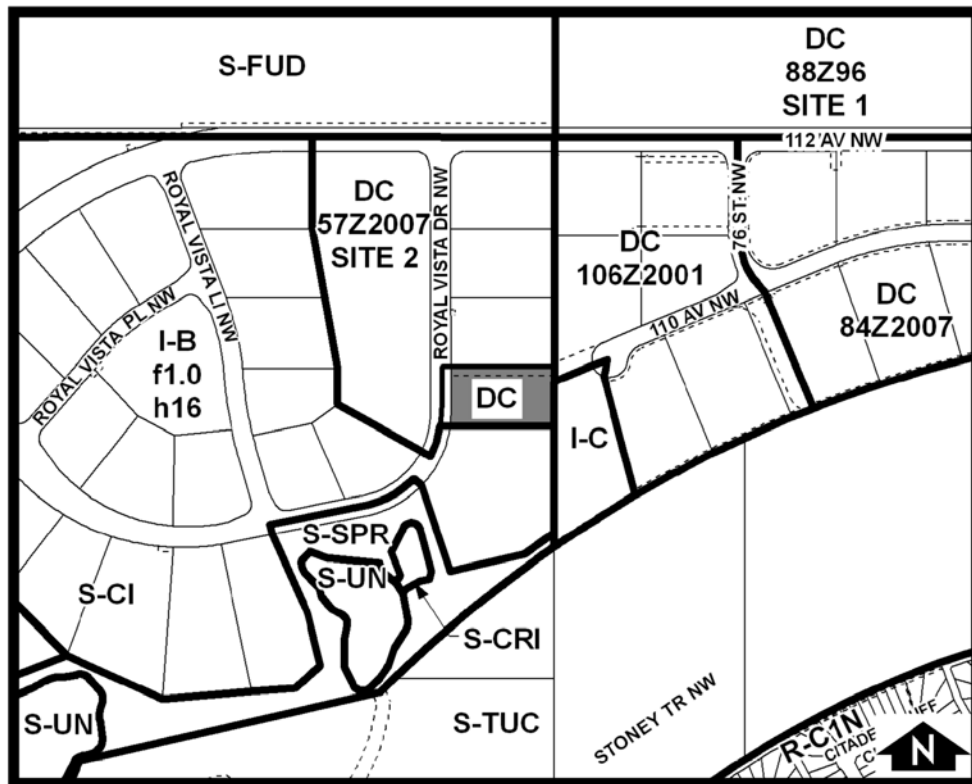 S-FUD
DC
88Z96
SITE 1
112 AV NW
ROYAL VISTA LI NW
DC
57Z2007
SITE 2
ROYAL VISTA DR NW
DC
106Z2001
76 ST NW
110 AV NW
DC
84Z2007
ROYAL VISTA PL NW
I-B
f1.0
h16
DC
I-C
S-SPR
S-UN
S-CI
S-CRI
S-UN
S-TUC
STONEY TR NW
R-C1N
CITADE
N